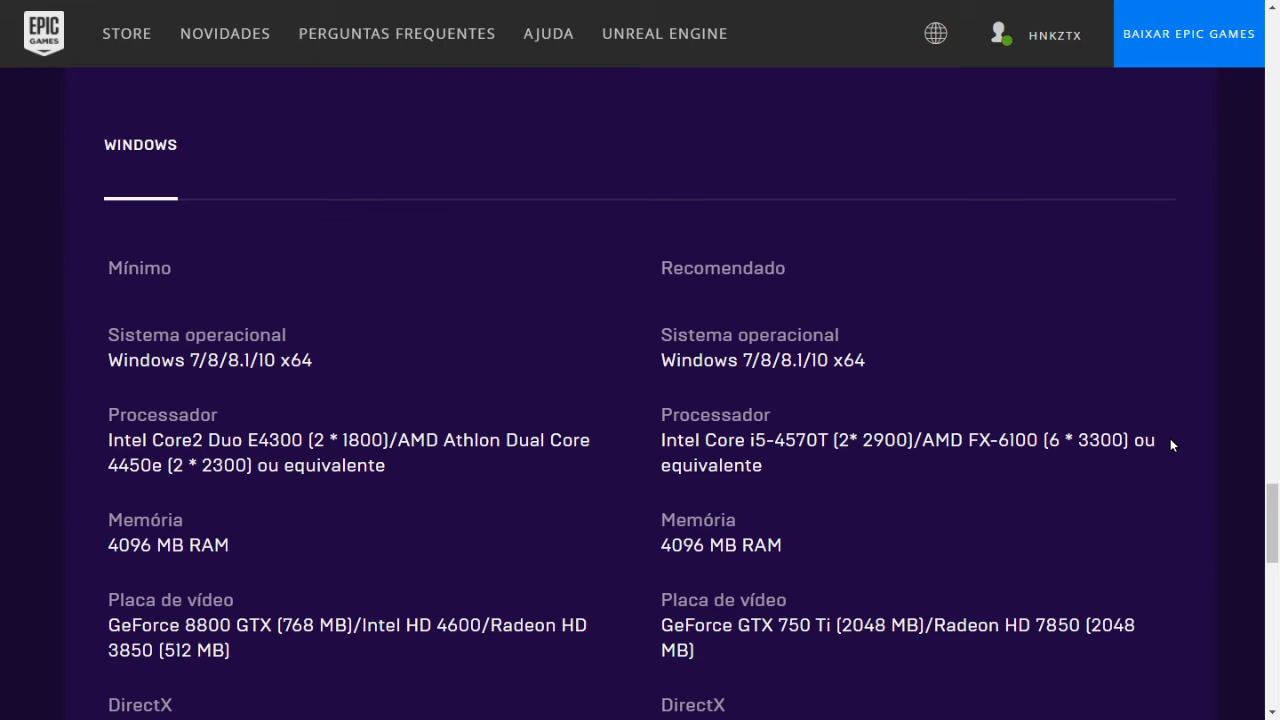 EPIC GAMES
STORE NOVIDADES PERGUNTAS FREQUENTES AJUDA UNREAL ENGINE HNKZTX BAIXAR EPIC GAMES
WINDOWS
Mínimo
Sistema operacional
Windows 7/8/8.1/10 x64
Processador
Intel Core2 Duo E4300 (2 * 1800)/AMD Athlon Dual Core
4450e (2 * 2300) ou equivalente
Memória
4096 MB RAM
Placa de vídeo
GeForce 8800 GTX (768 MB)/Intel HD 4600/Radeon HD
3850 (512 MB)
DirectX
Recomendado
Sistema operacional
Windows 7/8/8.1/10 x64
Processador
Intel Core i5-4570T (2* 2900)/AMD FX-6100 (6 * 3300) ou
equivalente
Memória
4096 MB RAM
Placa de vídeo
GeForce GTX 750 Ti (2048 MB)/Radeon HD 7850 (2048
MB)
DirectX